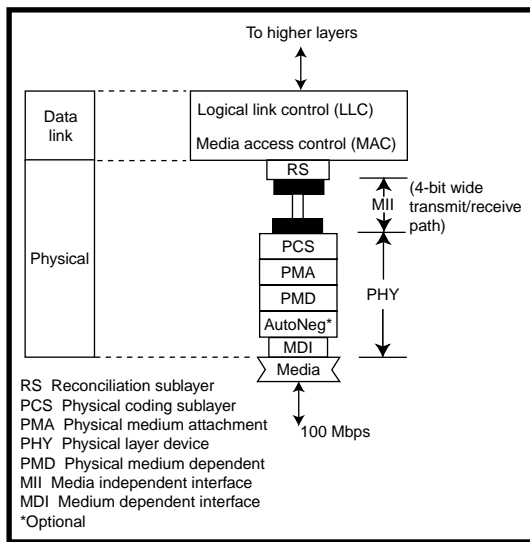 To higher layers
Data
link
Logical link control (LLC)
Media access control (MAC)
RS
MII
(4-bit wide
transmit/receive
path)
Physical
PCS
PMA
PMD
AutoNeg*
MDI
Media
PHY
100 Mbps
RS Reconciliation sublayer
PCS Physical coding sublayer
PMA Physical medium attachment
PHY Physical layer device
PMD Physical medium dependent
MII Media independent interface
MDI Medium dependent interface
*Optional